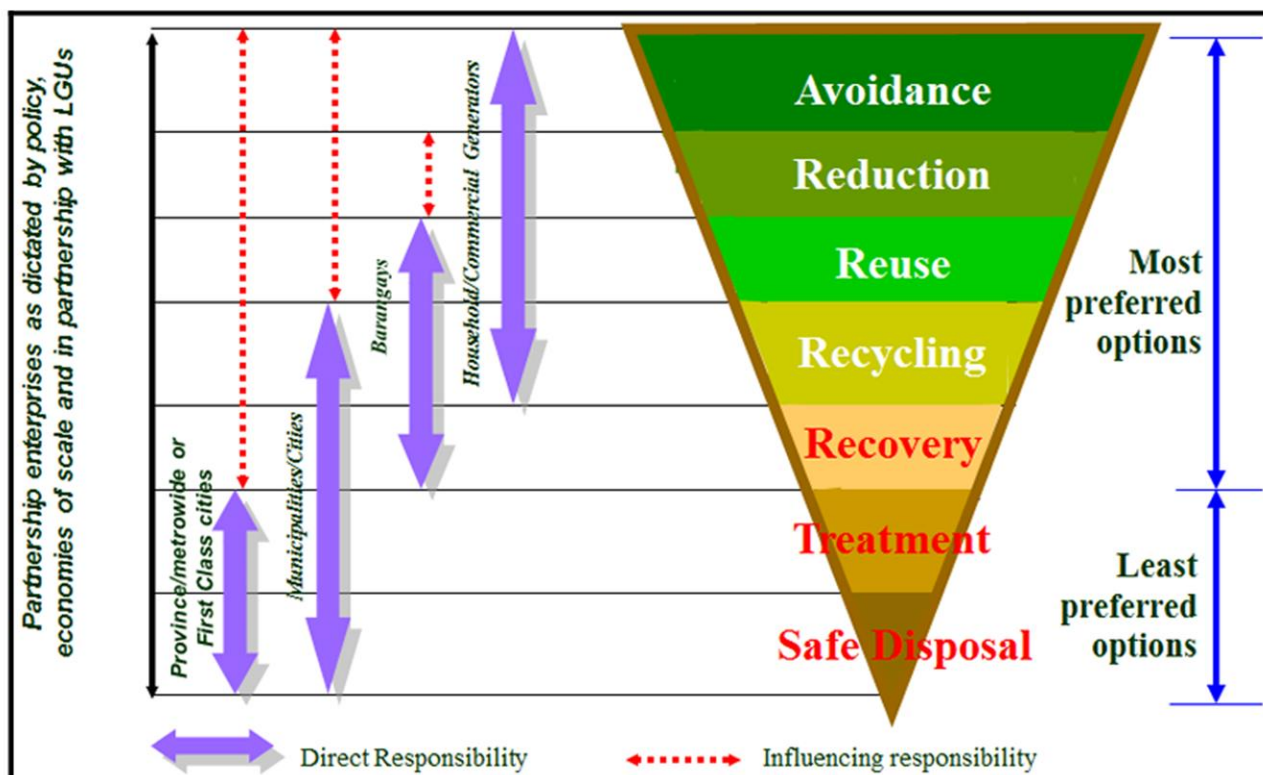 Partnership enterprises as dictated by policy,
economies of scale and in partnership with LGUs
Province/metrowide or
First Class cities
Municipalities/Cities
Barangays
Household/Commercial Generators
Avoidance
Reduction
Reuse
Recycling
Recovery
Treatment
Safe Disposal
Most
preferred
options
Least
preferred
options
Direct Responsibility
Influencing responsibility